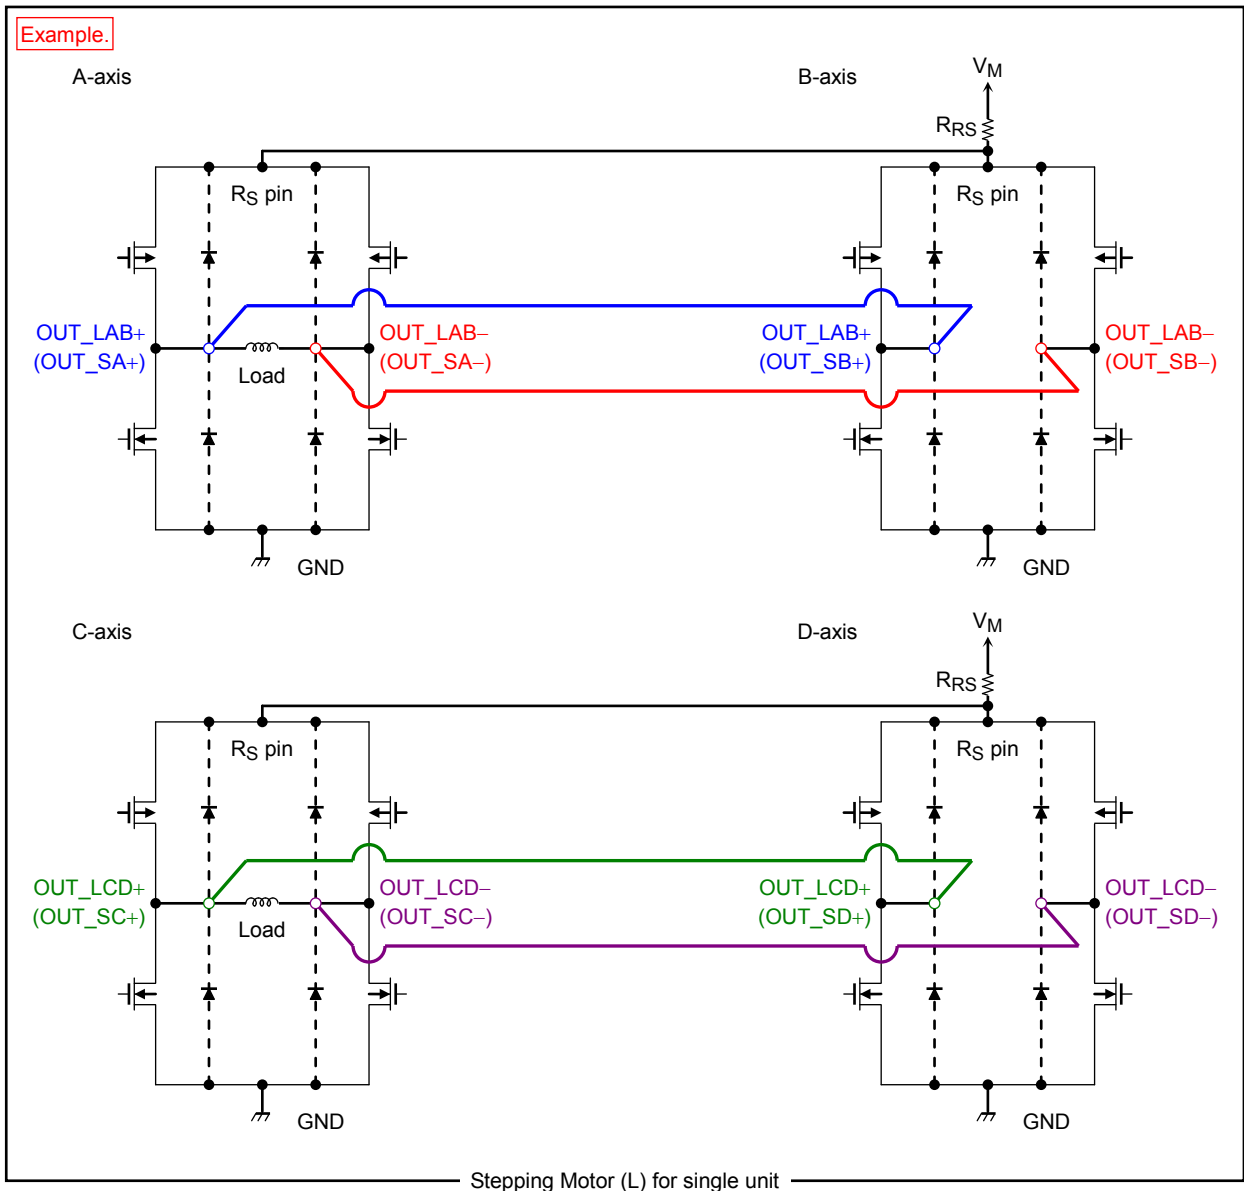 Example.
A-axis
B-axis
VM
RRS
RS pin
RS pin
OUT_LAB+
(OUT_SA+)
Load
OUT_LAB−
(OUT_SA−)
OUT_LAB+
(OUT_SB+)
OUT_LAB−
(OUT_SB−)
GND
GND
C-axis
D-axis
VM
RRS
RS pin
RS pin
OUT_LCD+
(OUT_SC+)
Load
OUT_LCD−
(OUT_SC−)
OUT_LCD+
(OUT_SD+)
OUT_LCD−
(OUT_SD−)
GND
GND
Stepping Motor (L) for single unit